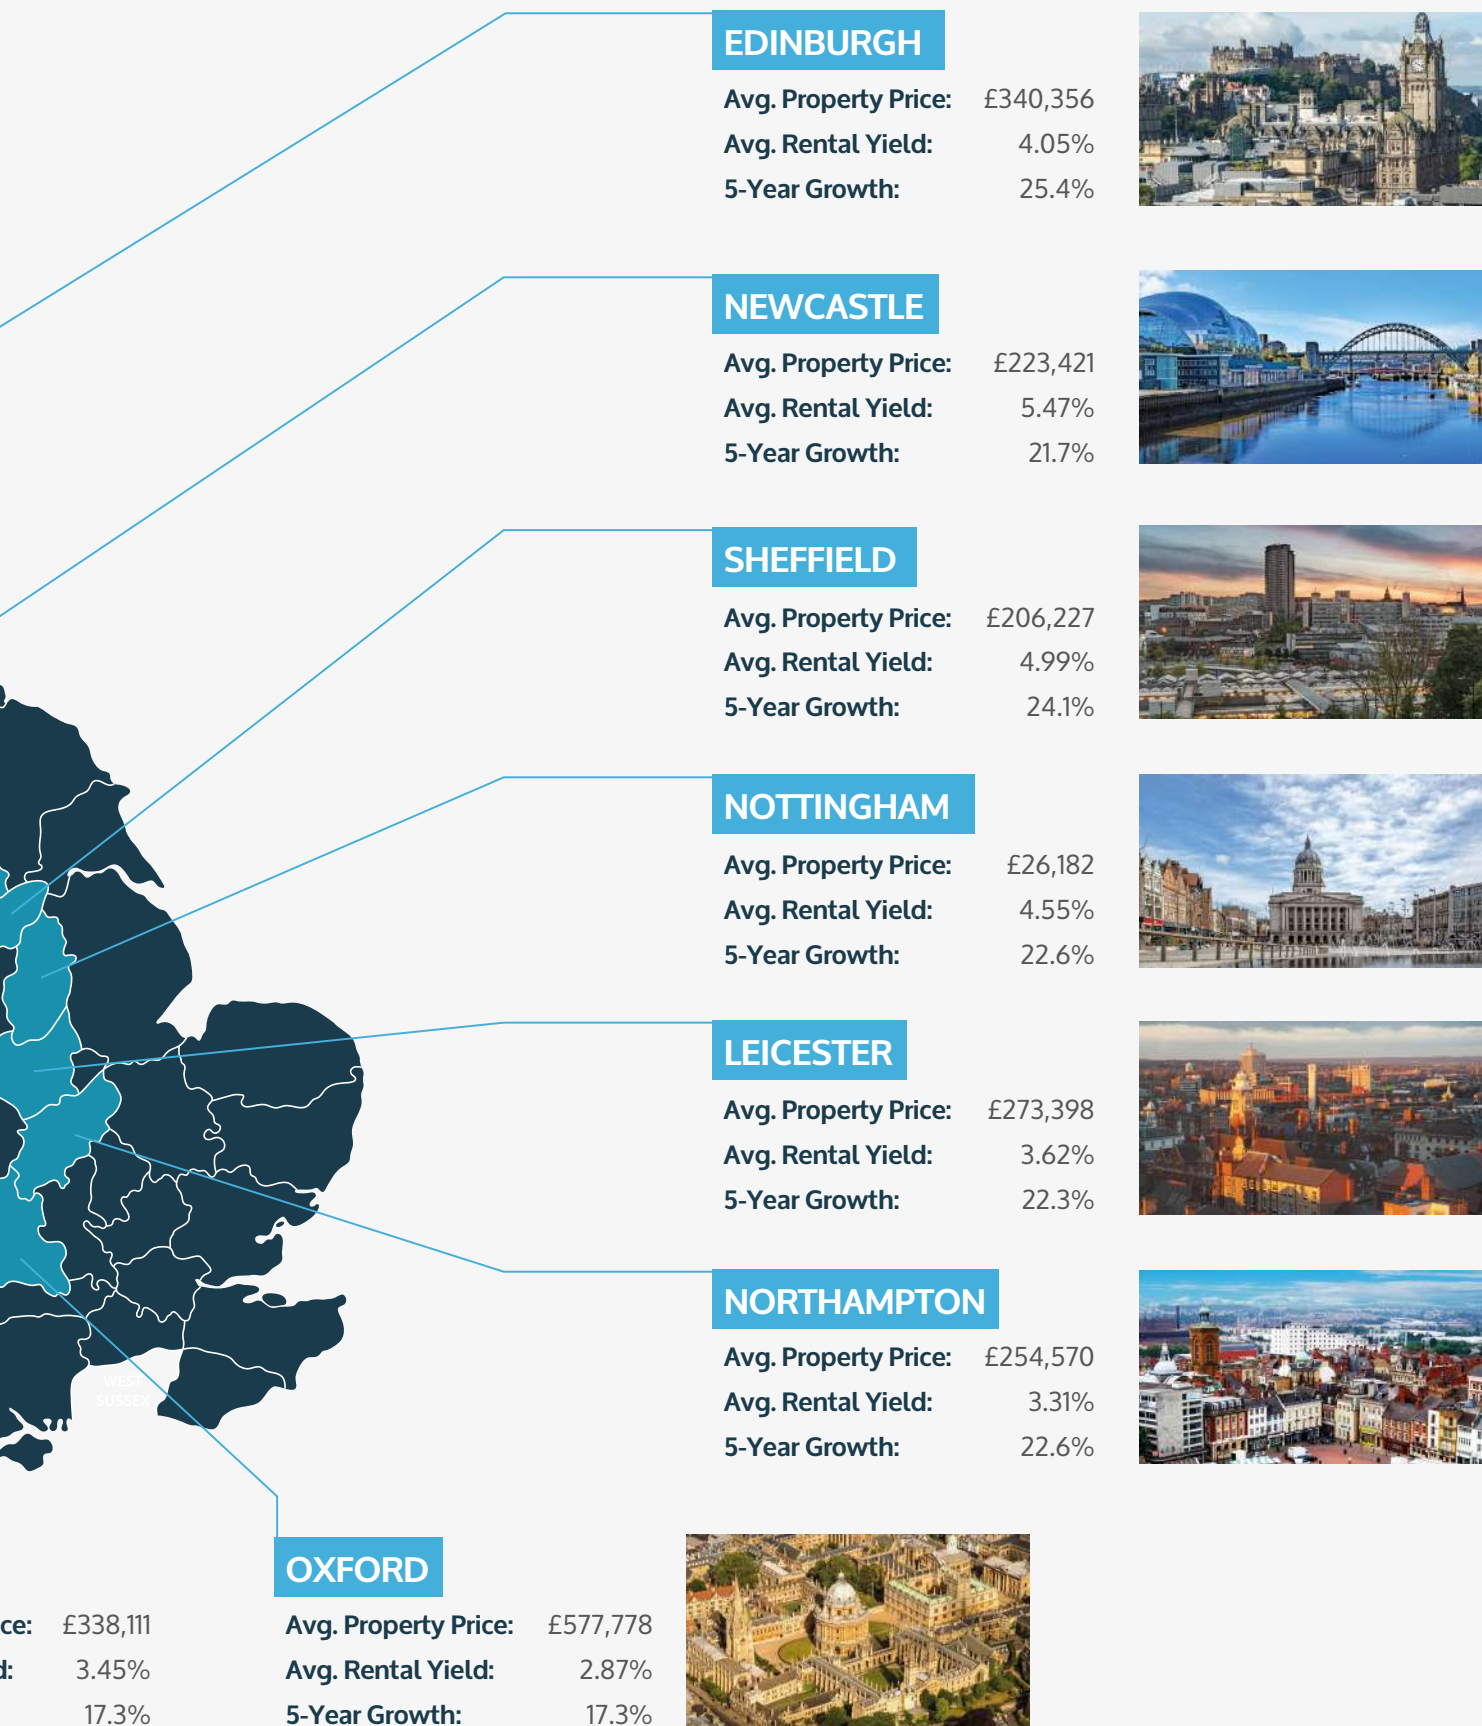 EDINBURGH
Avg. Property Price: £340,356
Avg. Rental Yield: 4.05%
5-Year Growth: 25.4%
NEWCASTLE
Avg. Property Price: £223,421
Avg. Rental Yield: 5.47%
5-Year Growth: 21.7%
SHEFFIELD
Avg. Property Price: £206,227
Avg. Rental Yield: 4.99%
5-Year Growth: 24.1%
NOTTINGHAM
Avg. Property Price: £26,182
Avg. Rental Yield: 4.55%
5-Year Growth: 22.6%
LEICESTER
Avg. Property Price: £273,398
Avg. Rental Yield: 3.62%
5-Year Growth: 22.3%
NORTHAMPTON
Avg. Property Price: £254,570
Avg. Rental Yield: 3.31%
5-Year Growth: 22.6%
WEST
SUSSEX
ce: £338,111
d: 3.45%
17.3%
OXFORD
Avg. Property Price: £577,778
Avg. Rental Yield: 2.87%
5-Year Growth: 17.3%